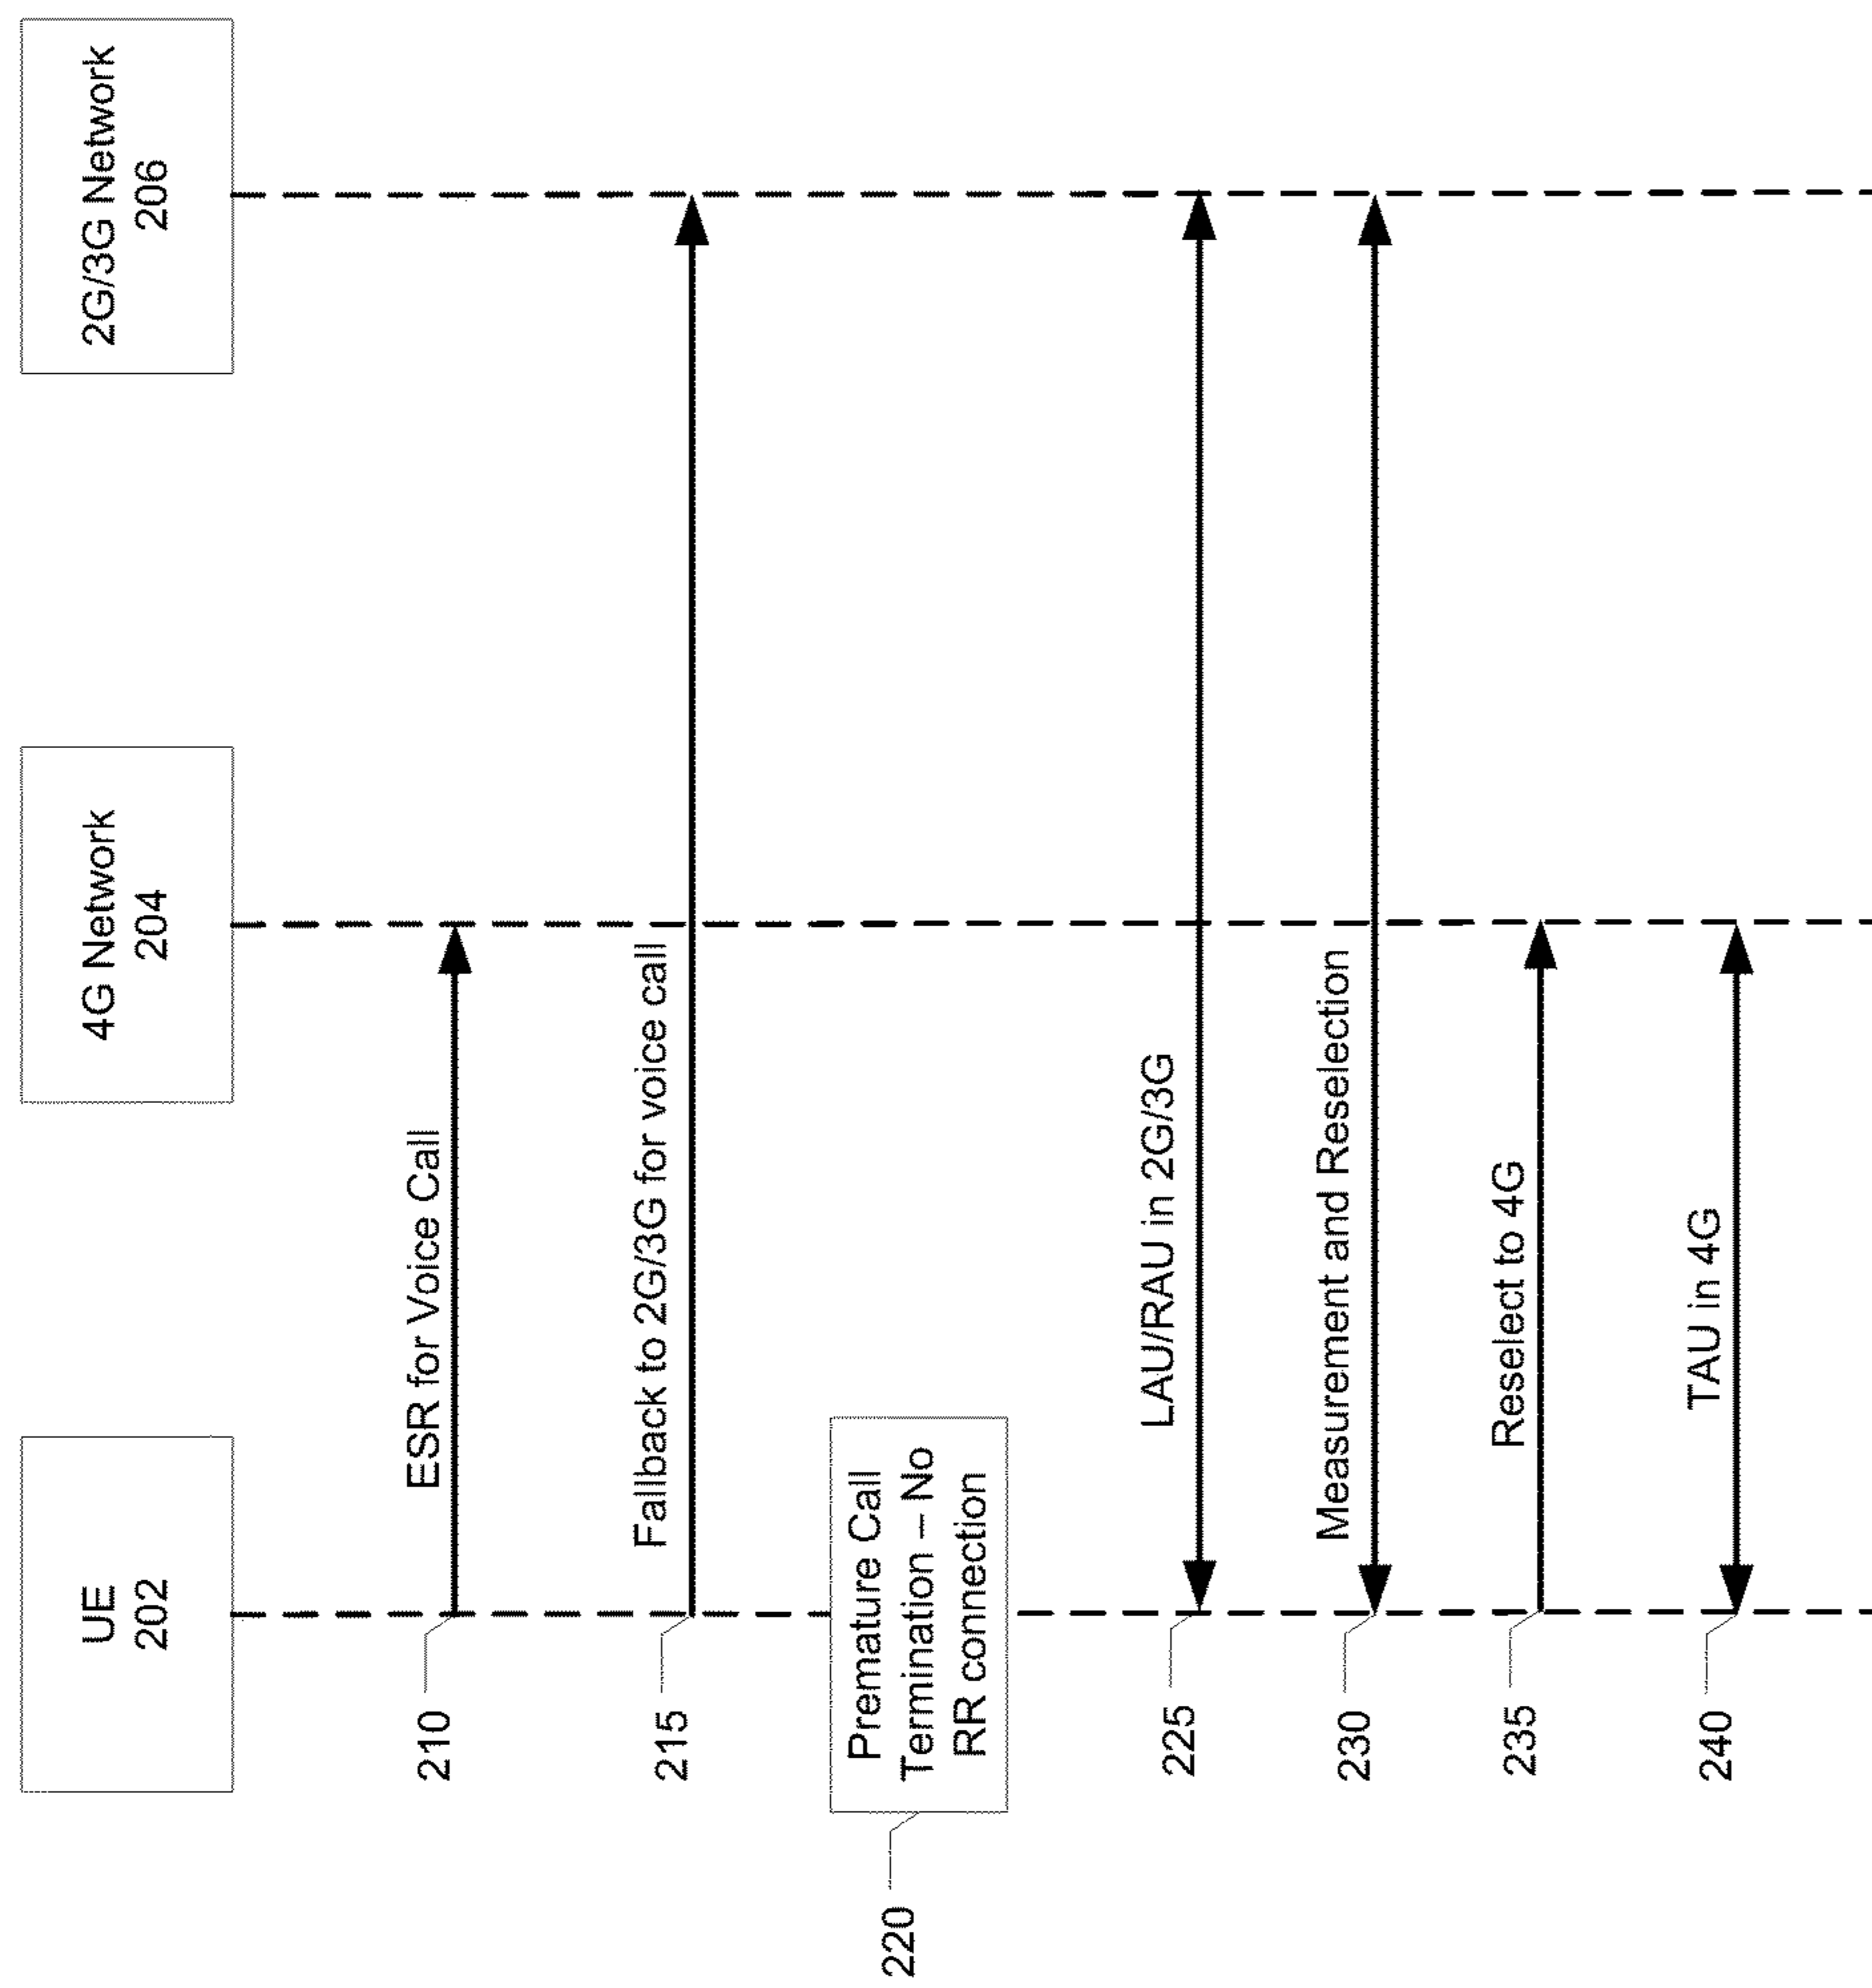 UE
202
4G Network
204
2G/3G Network
206
210
ESR for Voice Call
215
Fallback to 2G/3G for voice call
220
Premature Call
Termination – No
RR connection
225
LAU/RAU in 2G/3G
230
Measurement and Reselection
235
Reselect to 4G
240
TAU in 4G